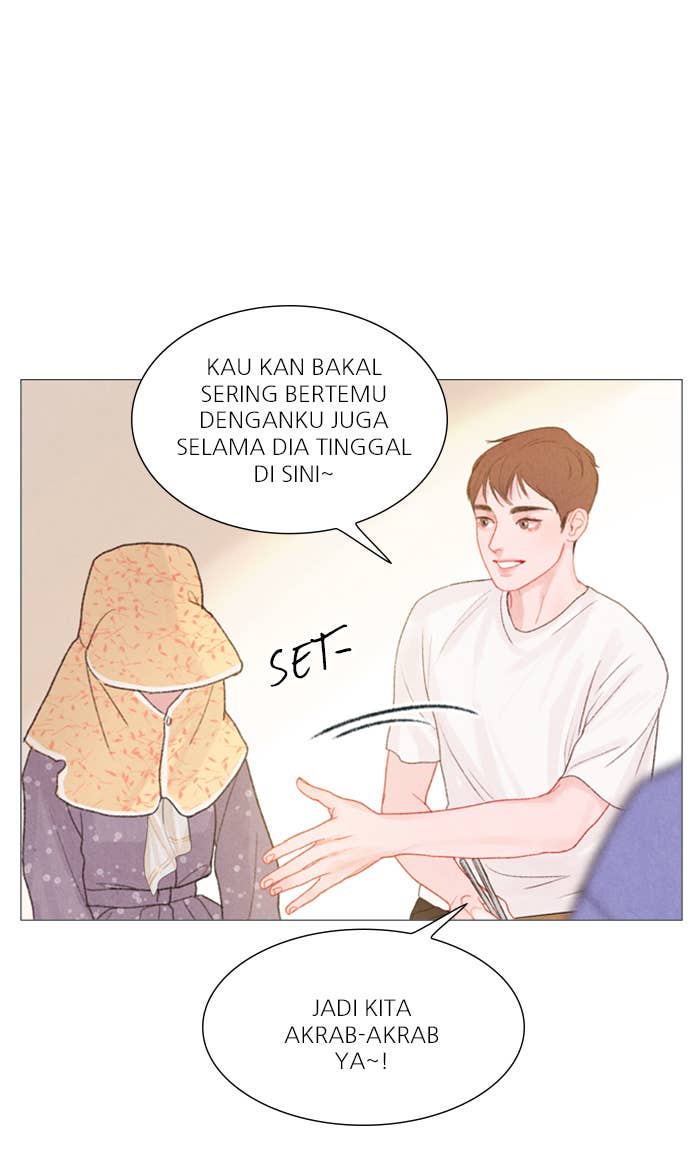 KAU KAN BAKAL
SERING BERTEMU
DENGANKU JUGA
SELAMA DIA TINGGAL
DI SINI~
SET-
JADI KITA
AKRAB-AKRAB
YA~!